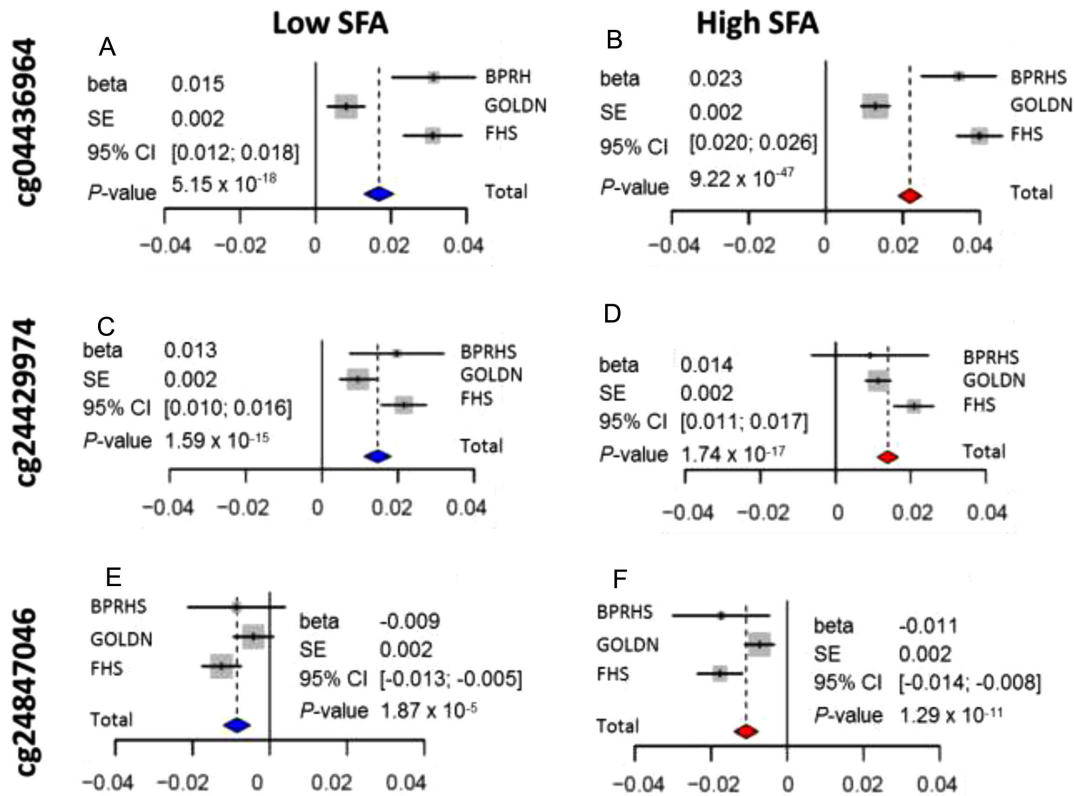 Low SFA
High SFA
cg04436964
A
beta 0.015
SE 0.002
95% CI [0.012; 0.018]
P-value 5.15 x 10-18
BPRH
GOLDN
FHS
Total
−0.04 −0.02 0 0.02 0.04
B
beta 0.023
SE 0.002
95% CI [0.020; 0.026]
P-value 9.22 x 10-47
BPRHS
GOLDN
FHS
Total
−0.04 −0.02 0 0.02 0.04
cg24429974
C
beta 0.013
SE 0.002
95% CI [0.010; 0.016]
P-value 1.59 x 10-15
BPRHS
GOLDN
FHS
Total
−0.04 −0.02 0 0.02 0.04
D
beta 0.014
SE 0.002
95% CI [0.011; 0.017]
P-value 1.74 x 10-17
BPRHS
GOLDN
FHS
Total
−0.04 −0.02 0 0.02 0.04
cg24847046
E
BPRHS
GOLDN
FHS
Total
beta -0.009
SE 0.002
95% CI [-0.013; -0.005]
P-value 1.87 x 10-5
−0.04 −0.02 0 0.02 0.04
F
BPRHS
GOLDN
FHS
Total
beta -0.011
SE 0.002
95% CI [-0.014; -0.008]
P-value 1.29 x 10-11
−0.04 −0.02 0 0.02 0.04